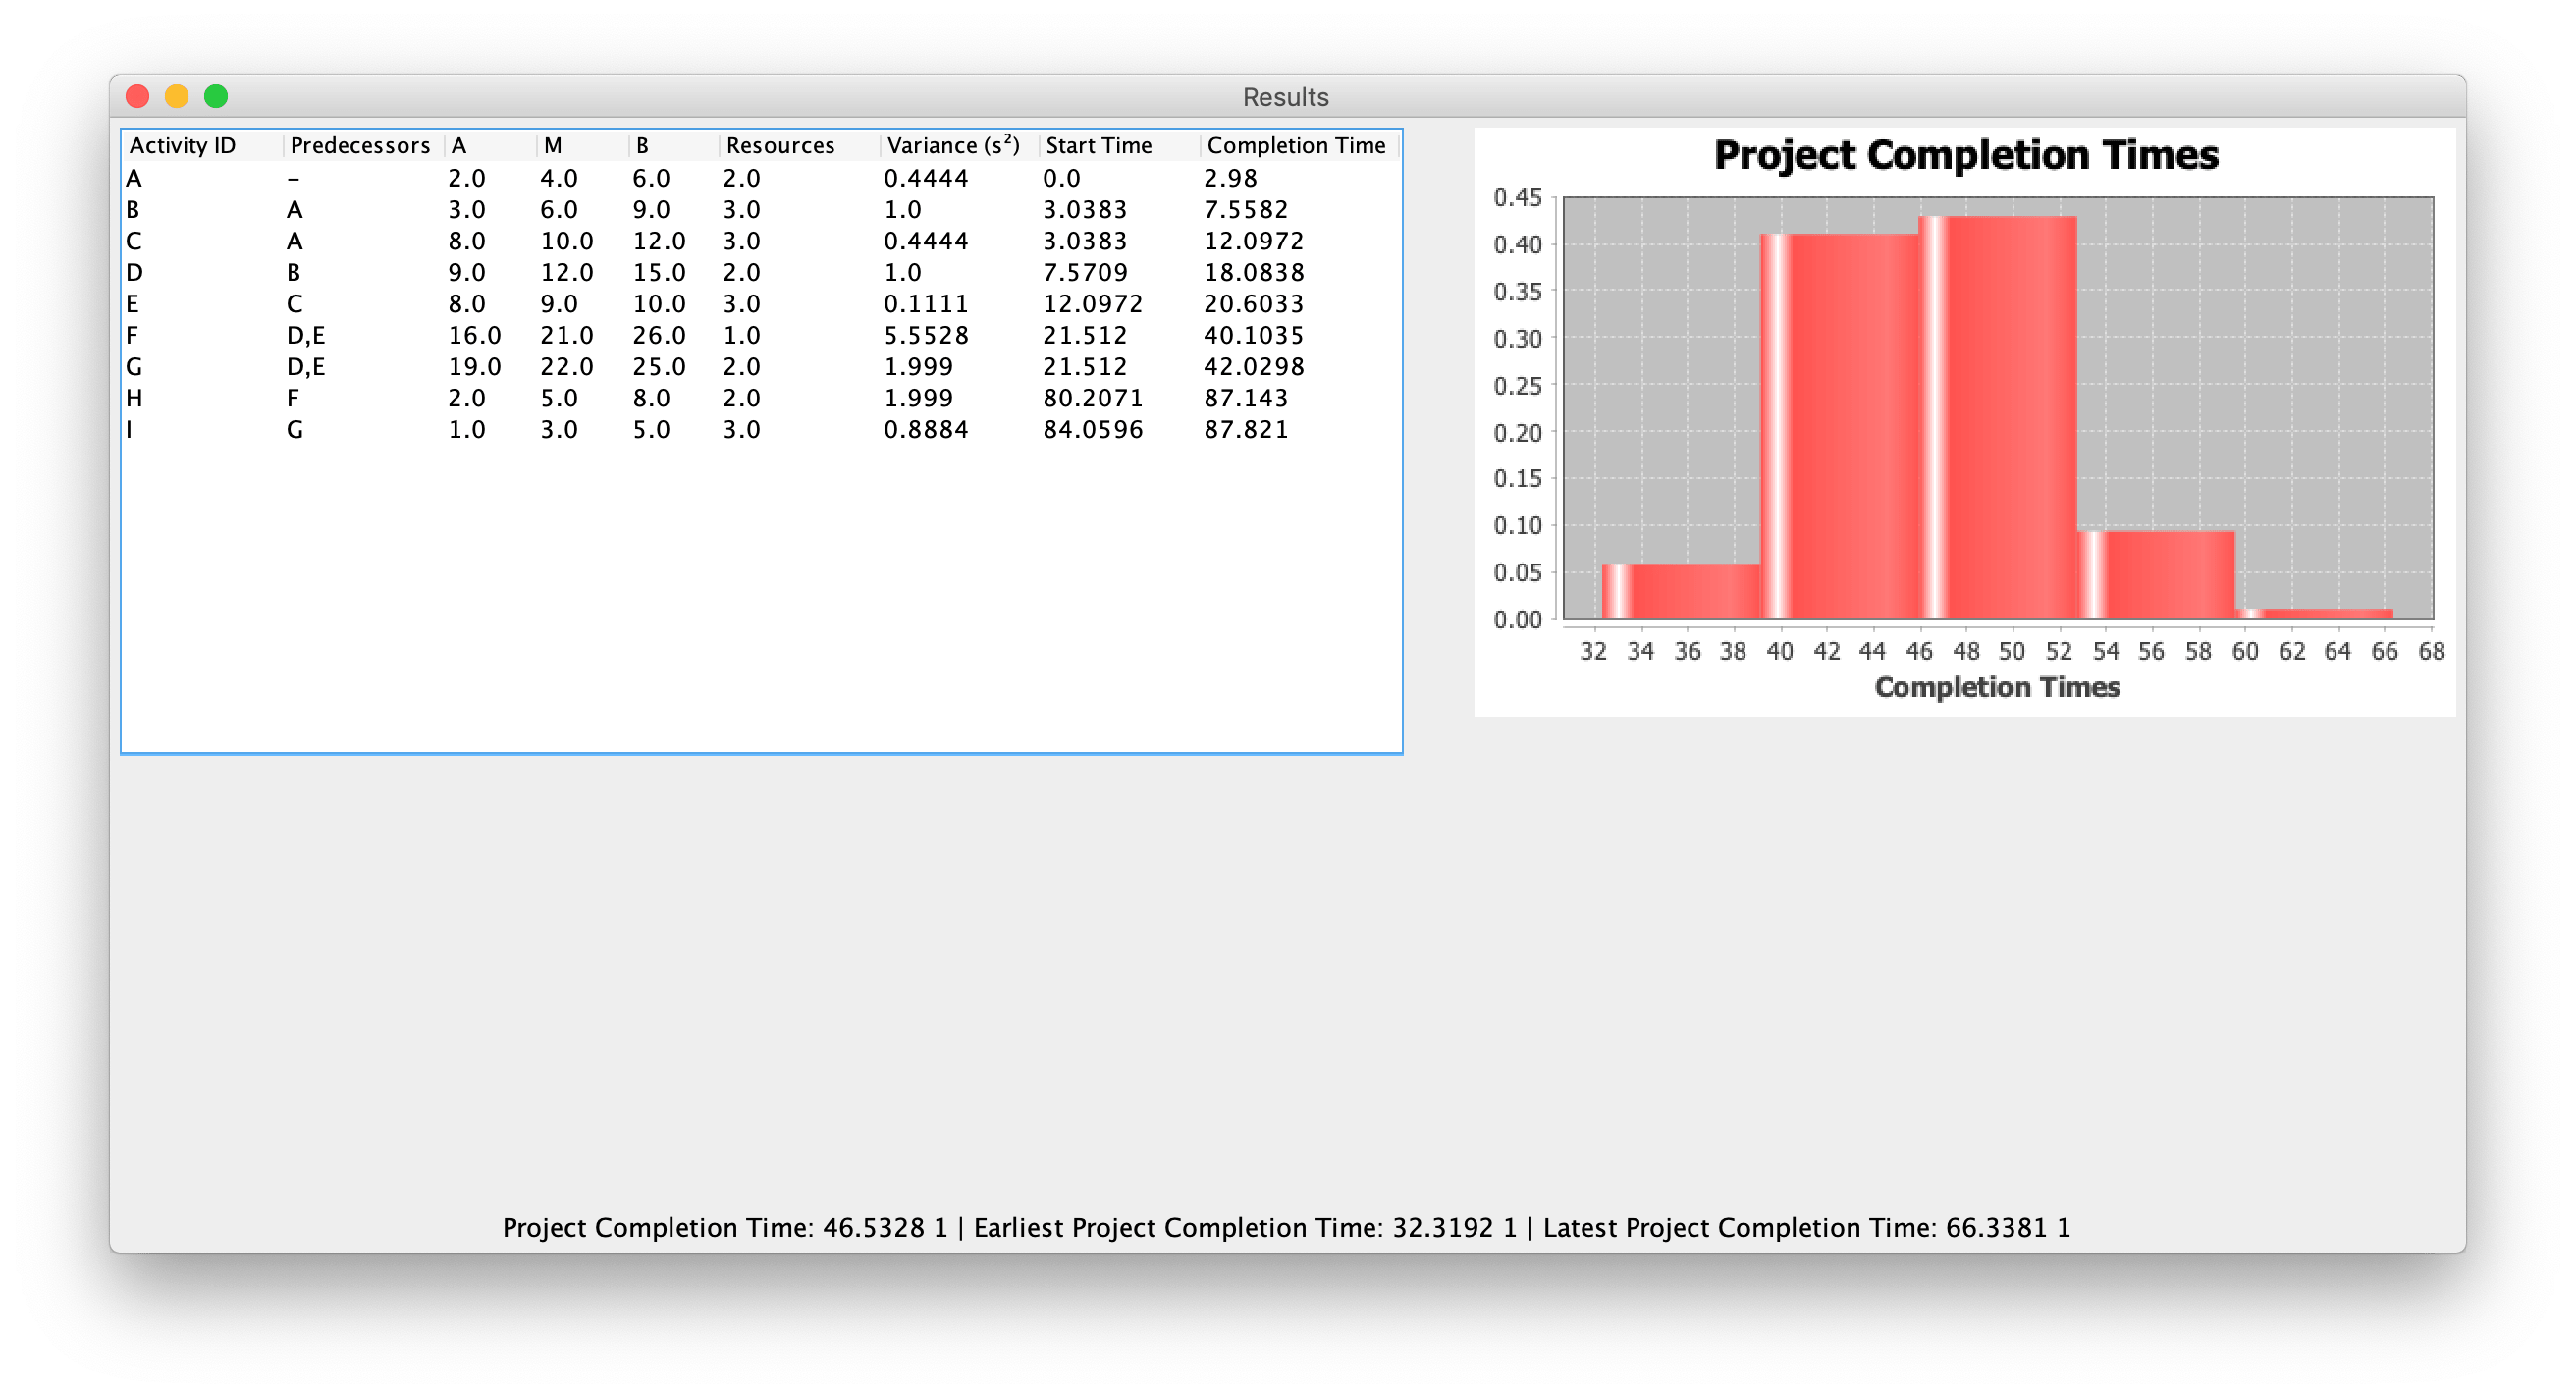 Results
Activity ID Predecessors A M B Resources Variance (s²) Start Time Completion Time
A – 2.0 4.0 6.0 2.0 0.4444 0.0 2.98
B A 3.0 6.0 9.0 3.0 1.0 3.0383 7.5582
C A 8.0 10.0 12.0 3.0 0.4444 3.0383 12.0972
D B 9.0 12.0 15.0 2.0 1.0 7.5709 18.0838
E C 8.0 9.0 10.0 3.0 0.1111 12.0972 20.6033
F D,E 16.0 21.0 26.0 1.0 5.5528 21.512 40.1035
G D,E 19.0 22.0 25.0 2.0 1.999 21.512 42.0298
H F 2.0 5.0 8.0 2.0 1.999 80.2071 87.143
I G 1.0 3.0 5.0 3.0 0.8884 84.0596 87.821
Project Completion Times
0.45
0.40
0.35
0.30
0.25
0.20
0.15
0.10
0.05
0.00
32 34 36 38 40 42 44 46 48 50 52 54 56 58 60 62 64 66 68
Completion Times
Project Completion Time: 46.5328 1 | Earliest Project Completion Time: 32.3192 1 | Latest Project Completion Time: 66.3381 1